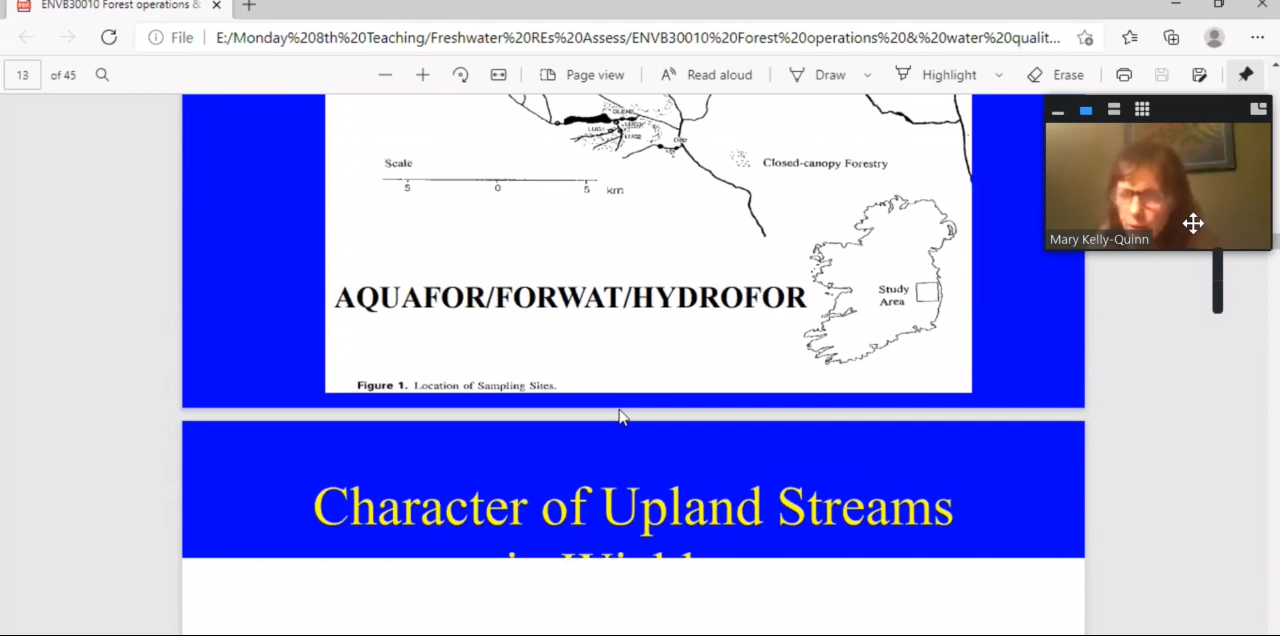 ENVB30010 Forest operations &
File
E:/Monday%208th%20Teaching/Freshwater%20REs%20Assess/ENVB30010%20Forest%20operations%20&%20water%20qualit...
13 of 45
Page view
Read aloud
Draw
Highlight
Erase
Scale
5 0 5 km
Closed-canopy Forestry
Mary Kelly-Quinn
Study
Area
AQUAFOR/FORWAT/HYDROFOR
Figure 1. Location of Sampling Sites.
Character of Upland Streams